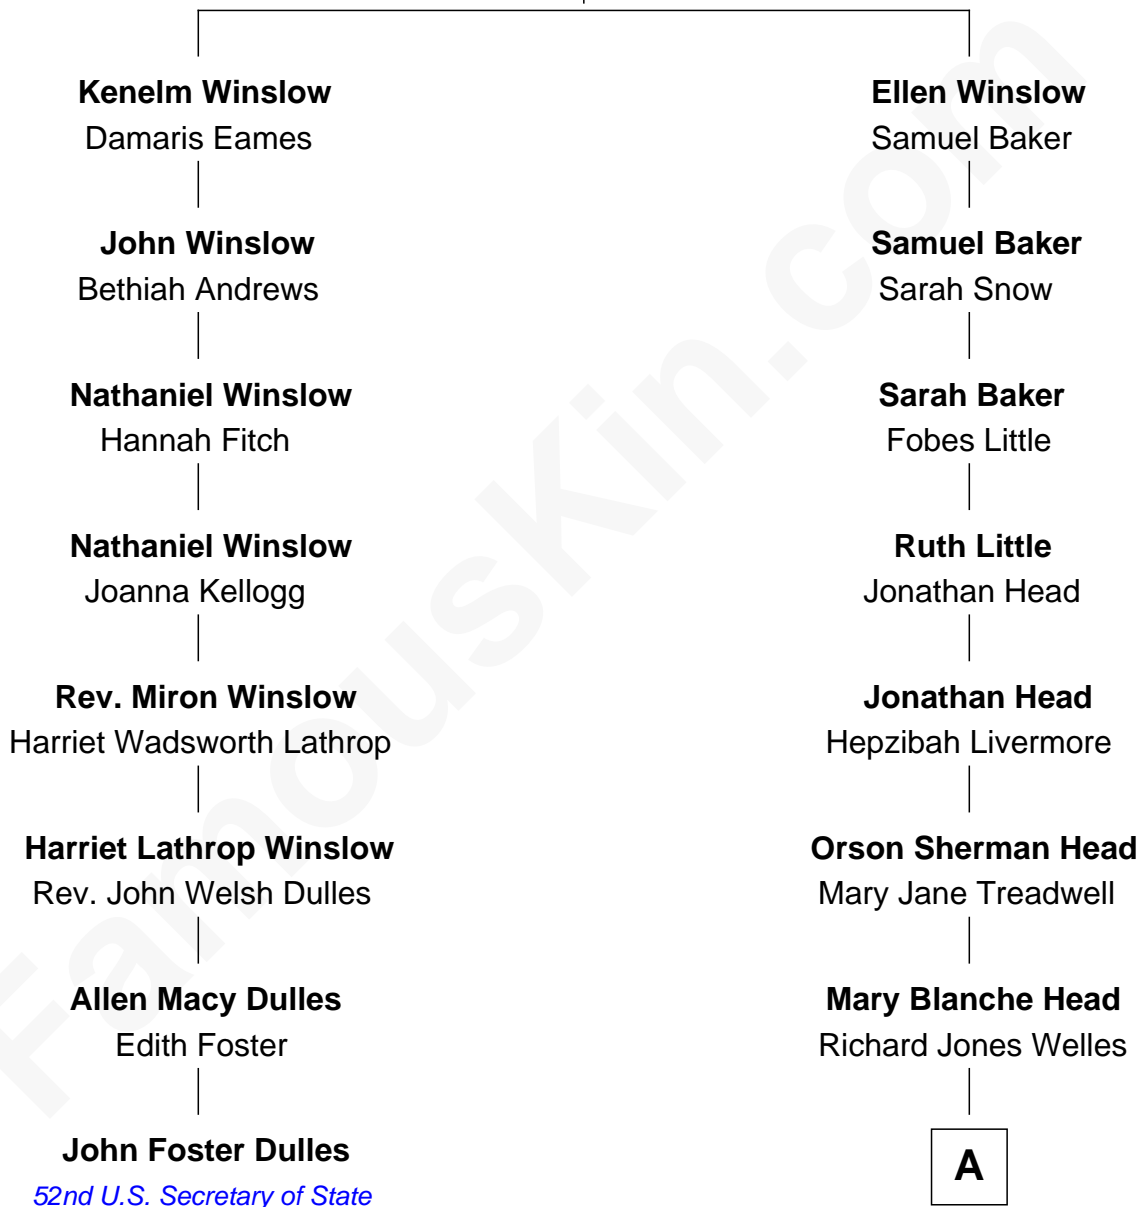 Kenelm Winslow
Damaris Eames
John Winslow
Bethiah Andrews
Nathaniel Winslow
Hannah Fitch
Nathaniel Winslow
Joanna Kellogg
Rev. Miron Winslow
Harriet Wadsworth Lathrop
Harriet Lathrop Winslow
Rev. John Welsh Dulles
Allen Macy Dulles
Edith Foster
John Foster Dulles
52nd U.S. Secretary of State
Ellen Winslow
Samuel Baker
Samuel Baker
Sarah Snow
Sarah Baker
Fobes Little
Ruth Little
Jonathan Head
Jonathan Head
Hepzibah Livermore
Orson Sherman Head
Mary Jane Treadwell
Mary Blanche Head
Richard Jones Welles
A
FamousKin.com